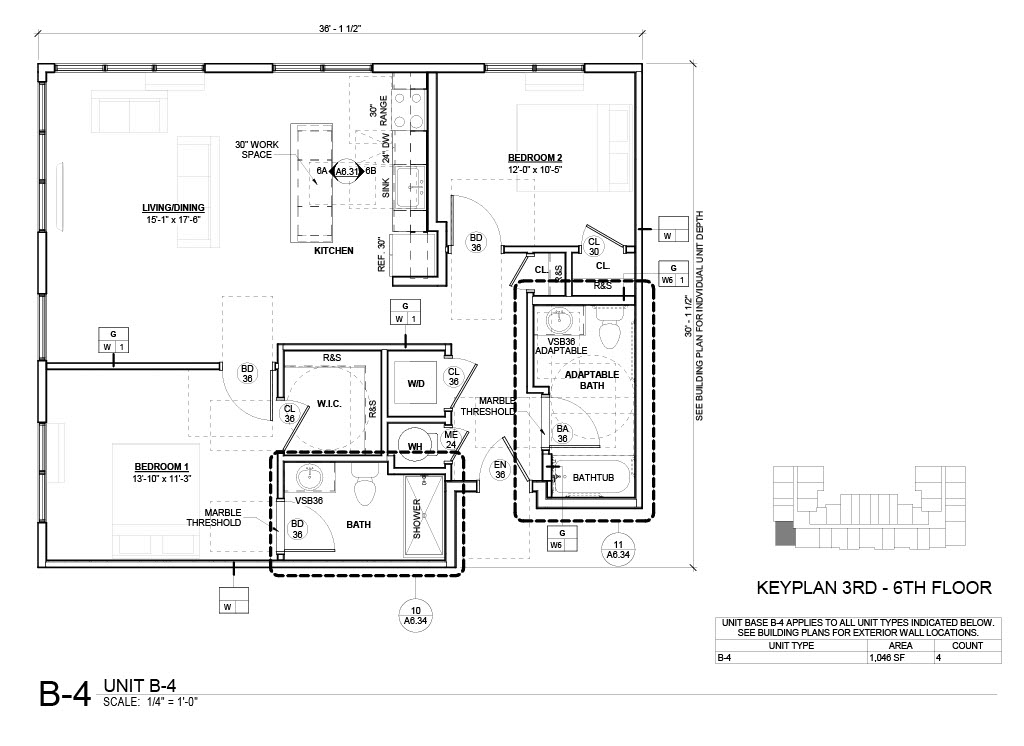 36' - 1 1/2"
30"
RANGE
30" WORK
SPACE
24" DW
6A
A6.31
6B
SINK
BEDROOM 2
12'-0" x 10'-5"
LIVING/DINING
15'-1" x 17'-6"
KITCHEN
REF. 30"
BD
36
CL
30
W
CL.
R&S
CL.
R&S
G
W6 1
30' - 1 1/2"
SEE BUILDING PLAN FOR INDIVIDUAL UNIT DEPTH
G
W 1
G
W 1
VSB36
ADAPTABLE
ADAPTABLE
BATH
R&S
BD
36
W.I.C.
R&S
W/D
CL
36
CL
36
MARBLE
THRESHOLD
BA
36
WH
ME
24
EN
36
BEDROOM 1
13'-10" x 11'-3"
VSB36
BATHTUB
MARBLE
THRESHOLD
BD
36
BATH
SHOWER
G
W6
11
A6.34
W
10
A6.34
KEYPLAN 3RD - 6TH FLOOR
UNIT BASE B-4 APPLIES TO ALL UNIT TYPES INDICATED BELOW.
SEE BUILDING PLANS FOR EXTERIOR WALL LOCATIONS.
UNIT TYPE AREA COUNT
B-4 1,046 SF 4
B-4
UNIT B-4
SCALE: 1/4" = 1'-0"